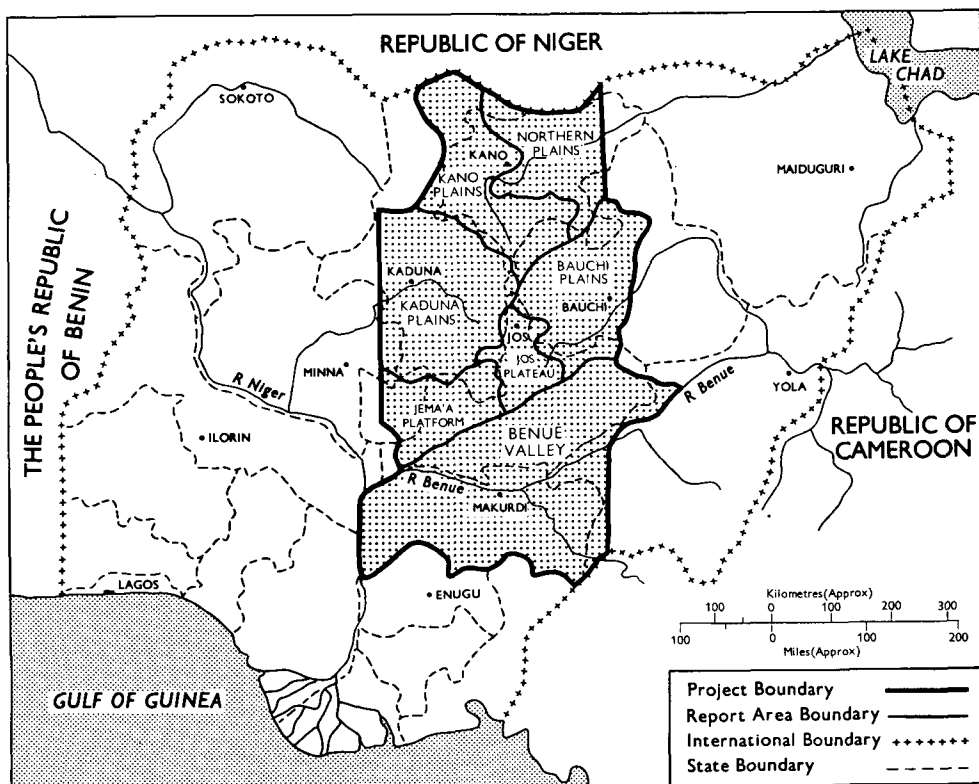 REPUBLIC OF NIGER
LAKE
CHAD
SOKOTO
NORTHERN
PLAINS
KANO
KANO
PLAINS
MAIDUGURI
THE PEOPLE'S REPUBLIC
OF BENIN
KADUNA
KADUNA
PLAINS
BAUCHI
PLAINS
BAUCHI
JOS
JOS
PLATEAU
MINNA
R Niger
JEMA'A
PLATFORM
R Benue
YOLA
ILORIN
BENUE
VALLEY
REPUBLIC OF
CAMEROON
R Benue
MAKURDI
LAGOS
ENUGU
GULF OF GUINEA
Kilometres(Approx)
100 0 100 200 300
100 0 100 200
Miles(Approx)
Project Boundary
Report Area Boundary
International Boundary
State Boundary